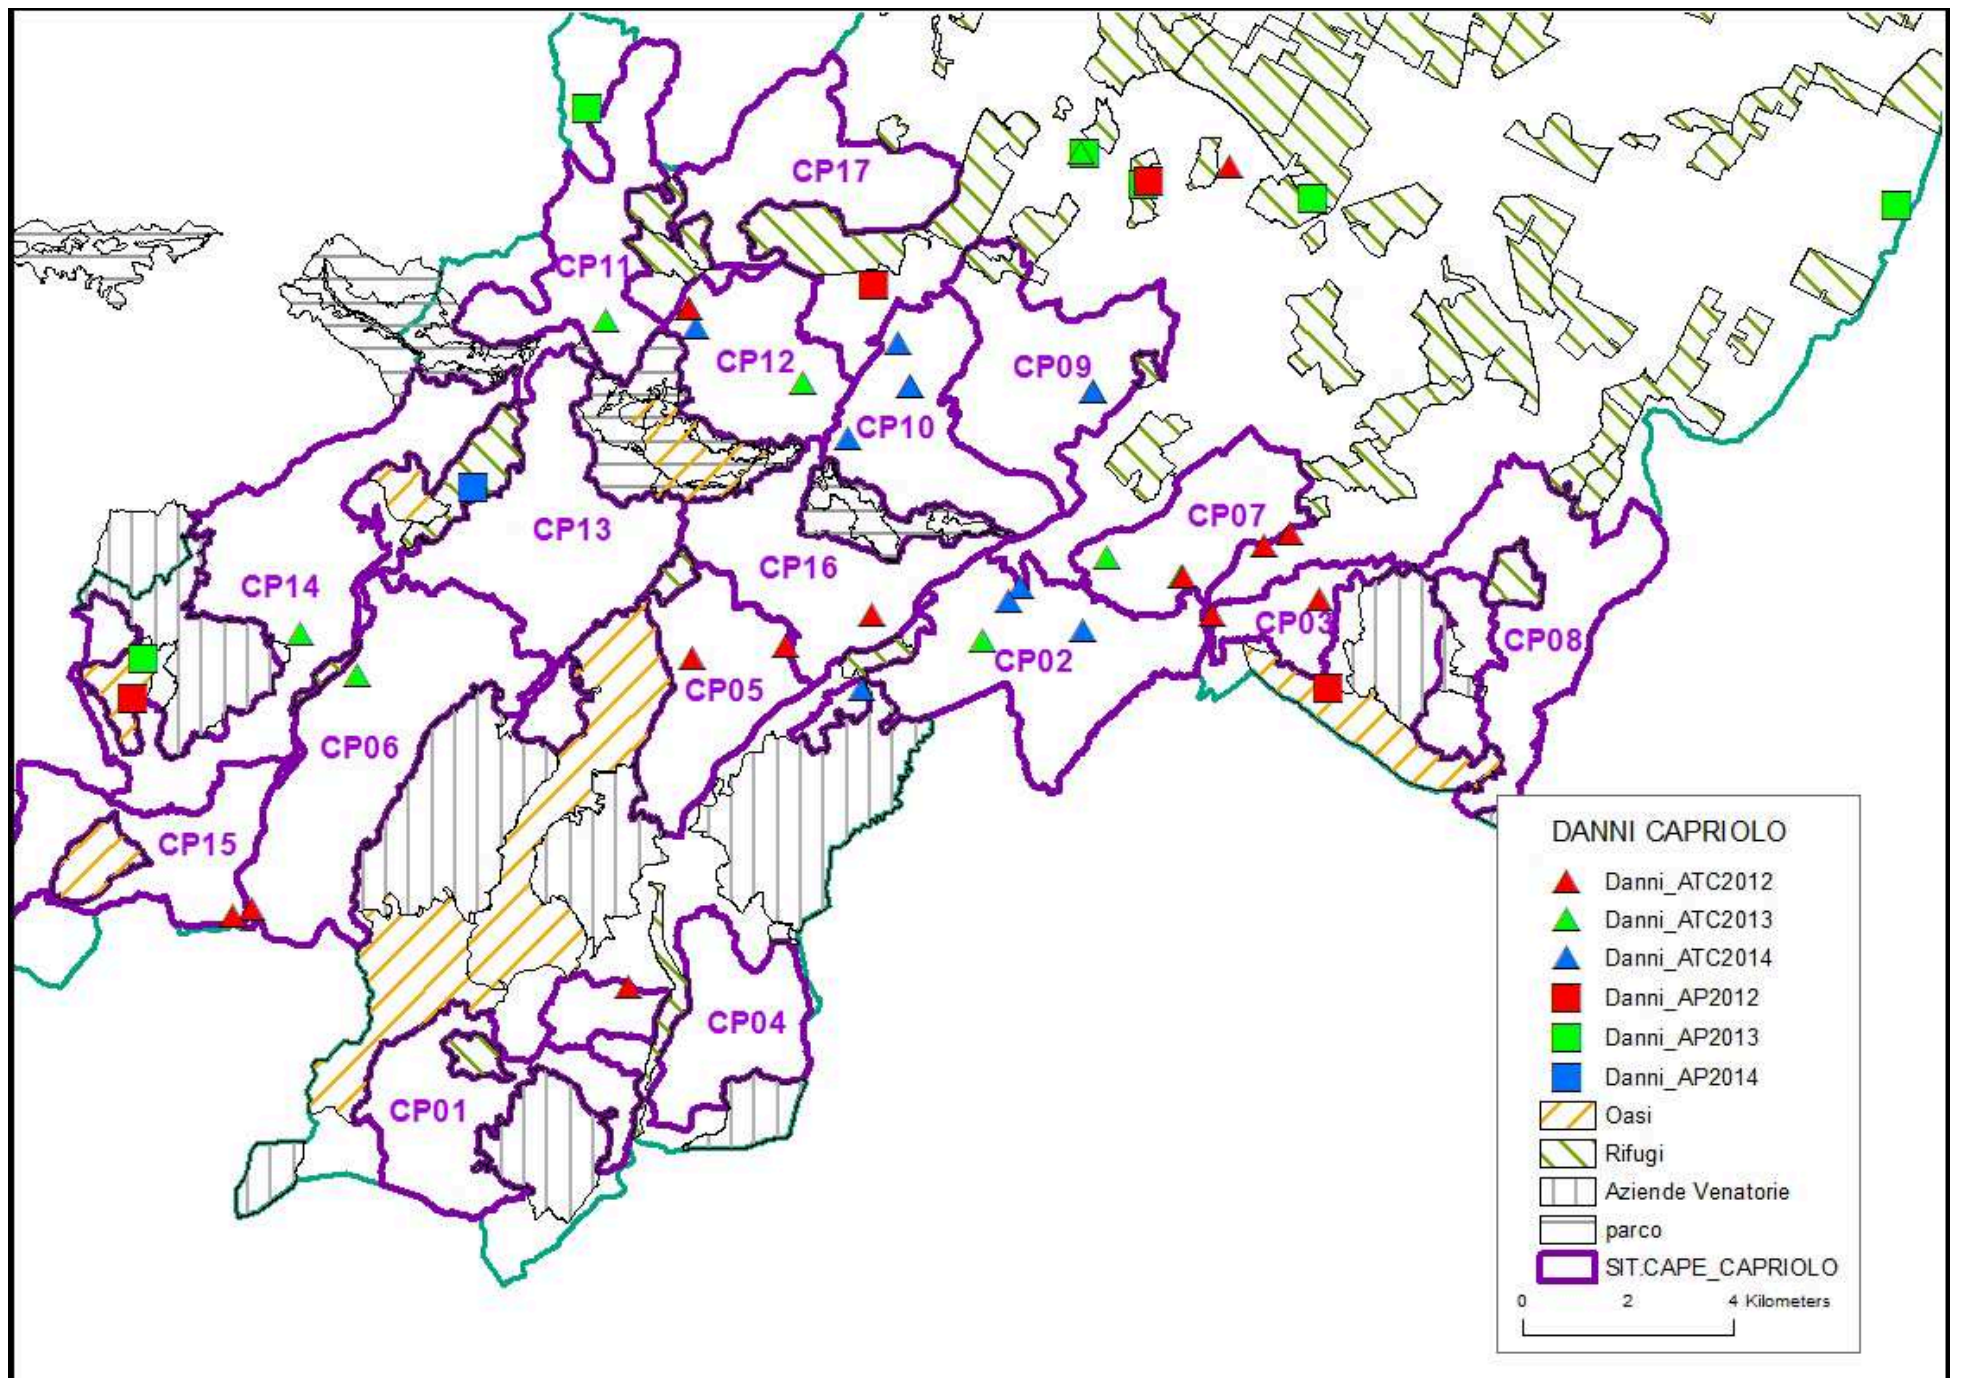 CP17
CP11
CP12
CP09
CP10
CP13
CP07
CP16
CP14
CP03
CP08
CP02
CP05
CP06
CP15
CP04
CP01
DANNI CAPRIOLO
Danni_ATC2012
Danni_ATC2013
Danni_ATC2014
Danni_AP2012
Danni_AP2013
Danni_AP2014
Oasi
Rifugi
Aziende Venatorie
parco
SIT.CAPE_CAPRIOLO
0 2 4 Kilometers